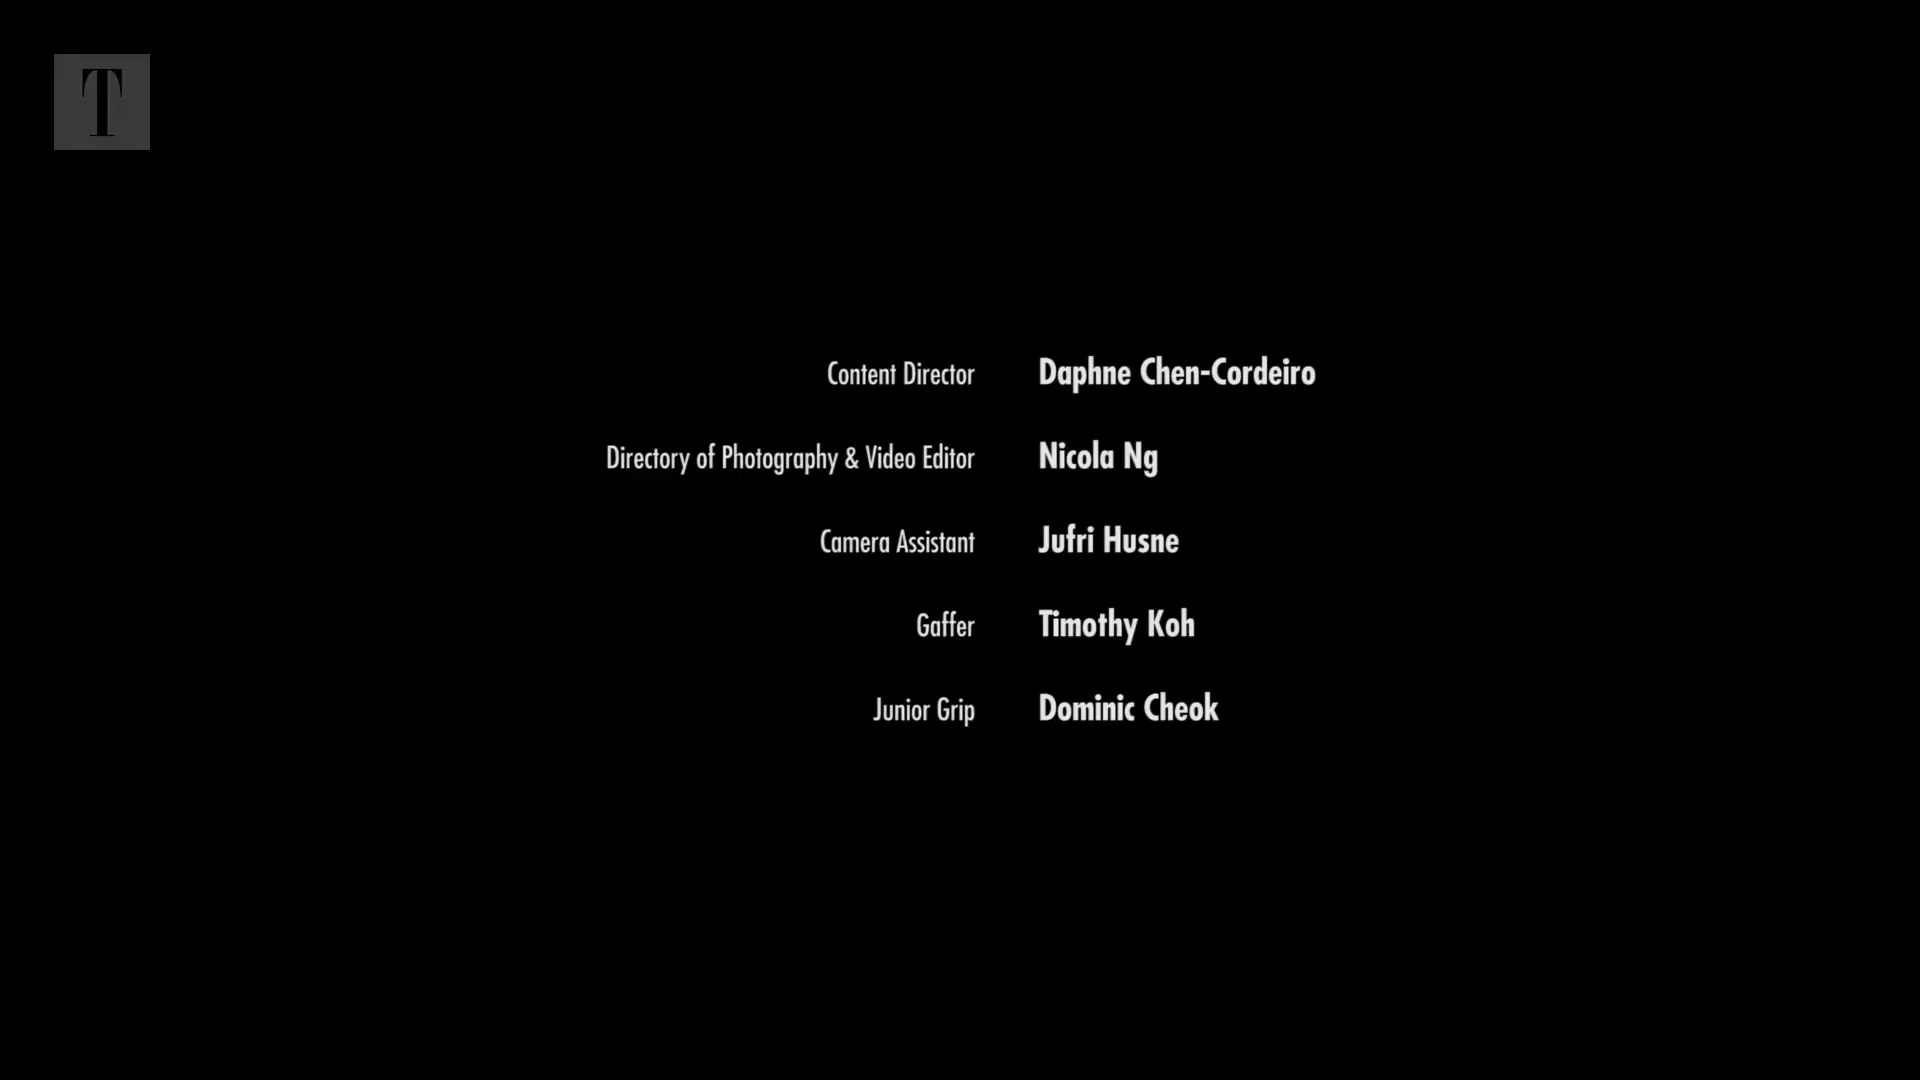 T
Content Director Daphne Chen-Cordeiro
Directory of Photography & Video Editor Nicola Ng
Camera Assistant Jufri Husne
Gaffer Timothy Koh
Junior Grip Dominic Cheok